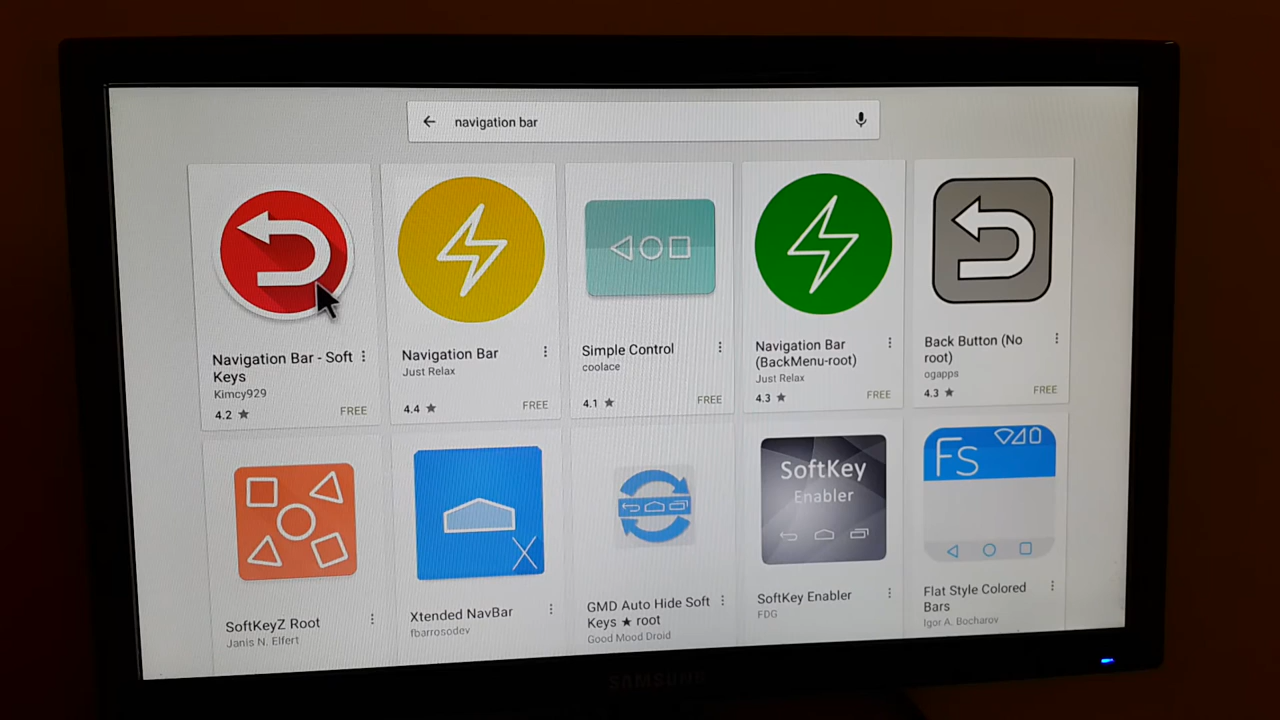 navigation bar
Navigation Bar - Soft
Keys
Kimcy929
4.2 ★ FREE
Navigation Bar
Just Relax
4.4 ★ FREE
Simple Control
coolace
4.1 ★ FREE
Navigation Bar
(BackMenu-root)
Just Relax
4.3 ★ FREE
Back Button (No
root)
ogapps
4.3 ★ FREE
SoftKeyZ Root
Janis N. Elfert
X
Xtended NavBar
fbarrosodev
GMD Auto Hide Soft
Keys ★ root
Good Mood Droid
SoftKey
Enabler
SoftKey Enabler
FDG
Fs
Flat Style Colored
Bars
Igor A. Bocharov
SAMSUNG